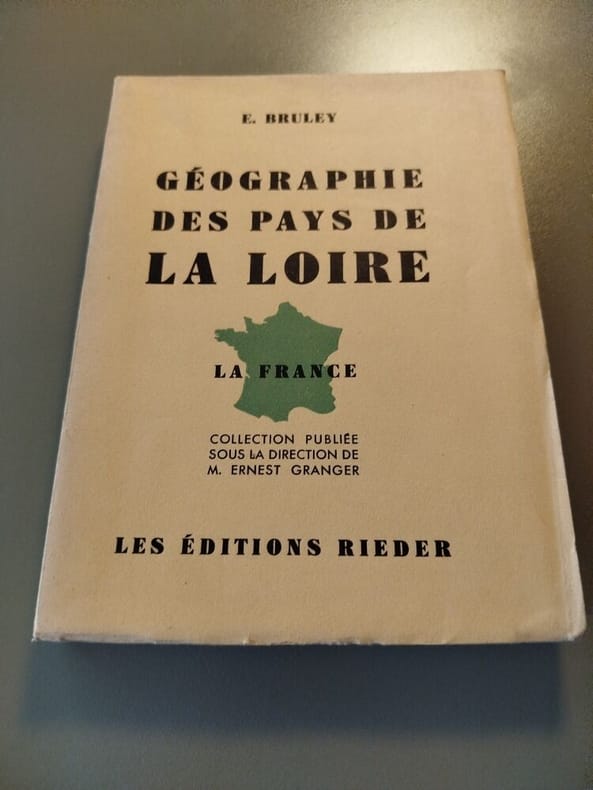 E. BRULEY
GÉOGRAPHIE
DES PAYS DE
LA LOIRE
LA FRANCE
COLLECTION PUBLIÉE
SOUS LA DIRECTION DE
M. ERNEST GRANGER
LES ÉDITIONS RIEDER